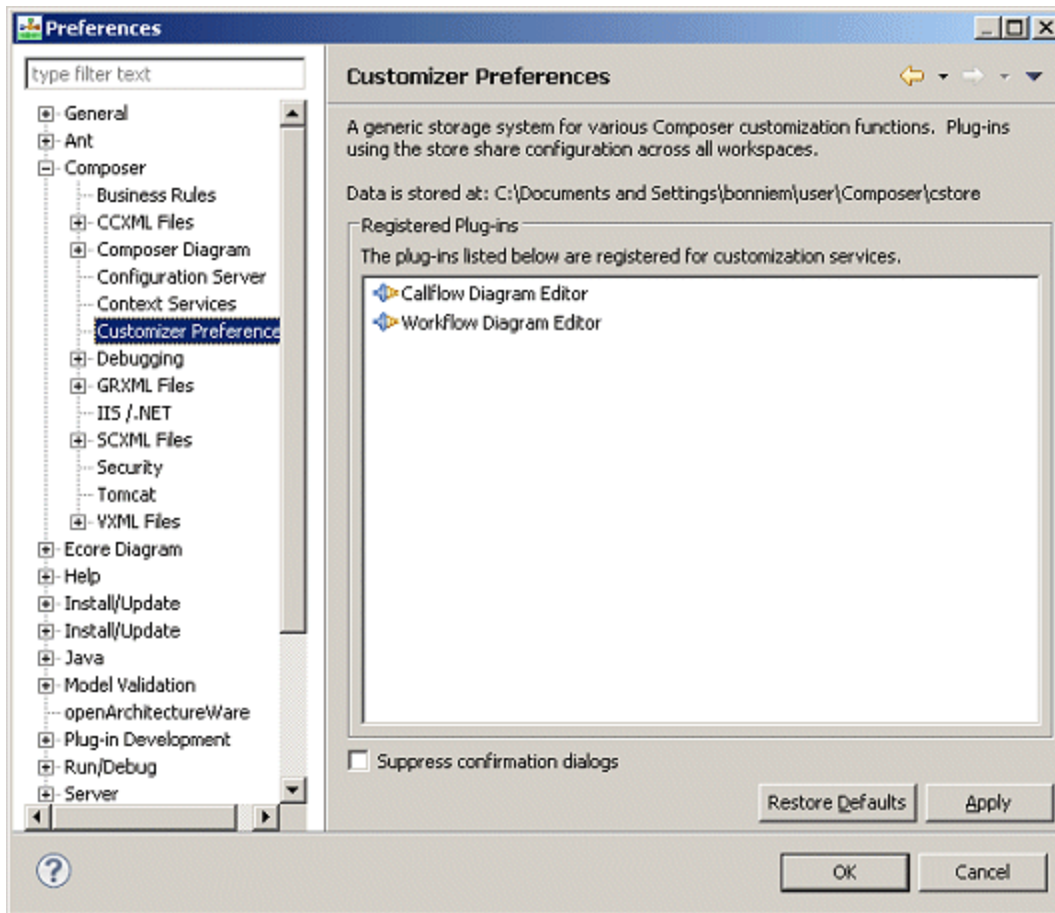 Preferences
type filter text
General
Ant
Composer
Business Rules
CCXML Files
Composer Diagram
Configuration Server
Context Services
Customizer Preference
Debugging
GRXML Files
IIS /.NET
SCXML Files
Security
Tomcat
VXML Files
Ecore Diagram
Help
Install/Update
Install/Update
Java
Model Validation
openArchitectureWare
Plug-in Development
Run/Debug
Server
Customizer Preferences
A generic storage system for various Composer customization functions. Plug-ins
using the store share configuration across all workspaces.
Data is stored at: C:\Documents and Settings\bonniem\user\Composer\cstore
Registered Plug-ins
The plug-ins listed below are registered for customization services.
Callflow Diagram Editor
Workflow Diagram Editor
Suppress confirmation dialogs
Restore Defaults Apply
? OK Cancel